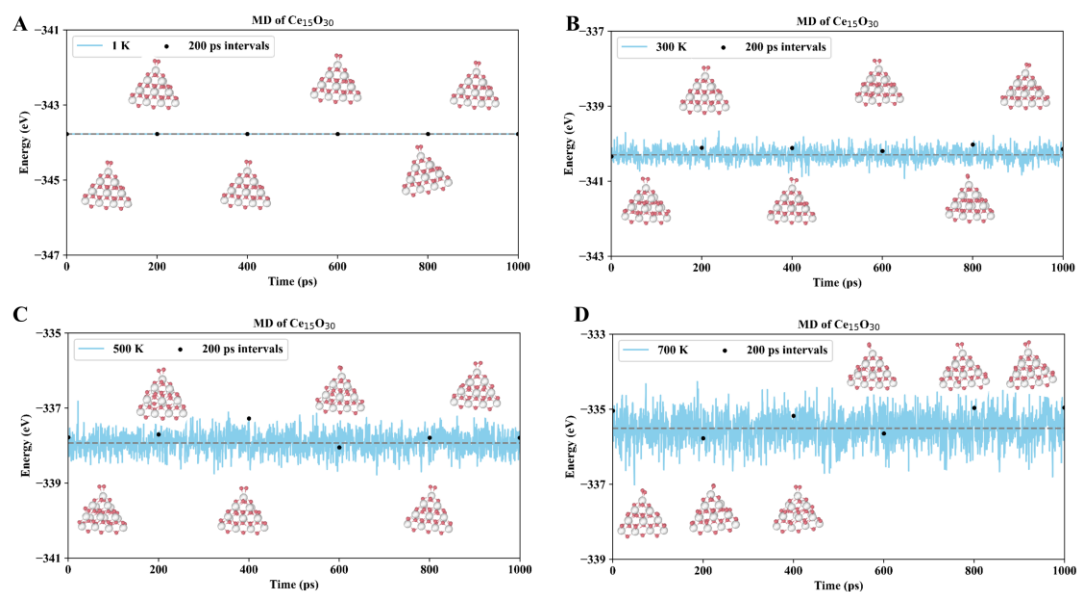 A
MD of Ce₁₅O₃₀
1 K
200 ps intervals
Energy (eV)
−341
−343
−345
−347
0
200
400
600
800
1000
Time (ps)
B
MD of Ce₁₅O₃₀
300 K
200 ps intervals
Energy (eV)
−337
−339
−341
−343
0
200
400
600
800
1000
Time (ps)
C
MD of Ce₁₅O₃₀
500 K
200 ps intervals
Energy (eV)
−335
−337
−339
−341
0
200
400
600
800
1000
Time (ps)
D
MD of Ce₁₅O₃₀
700 K
200 ps intervals
Energy (eV)
−333
−335
−337
−339
0
200
400
600
800
1000
Time (ps)